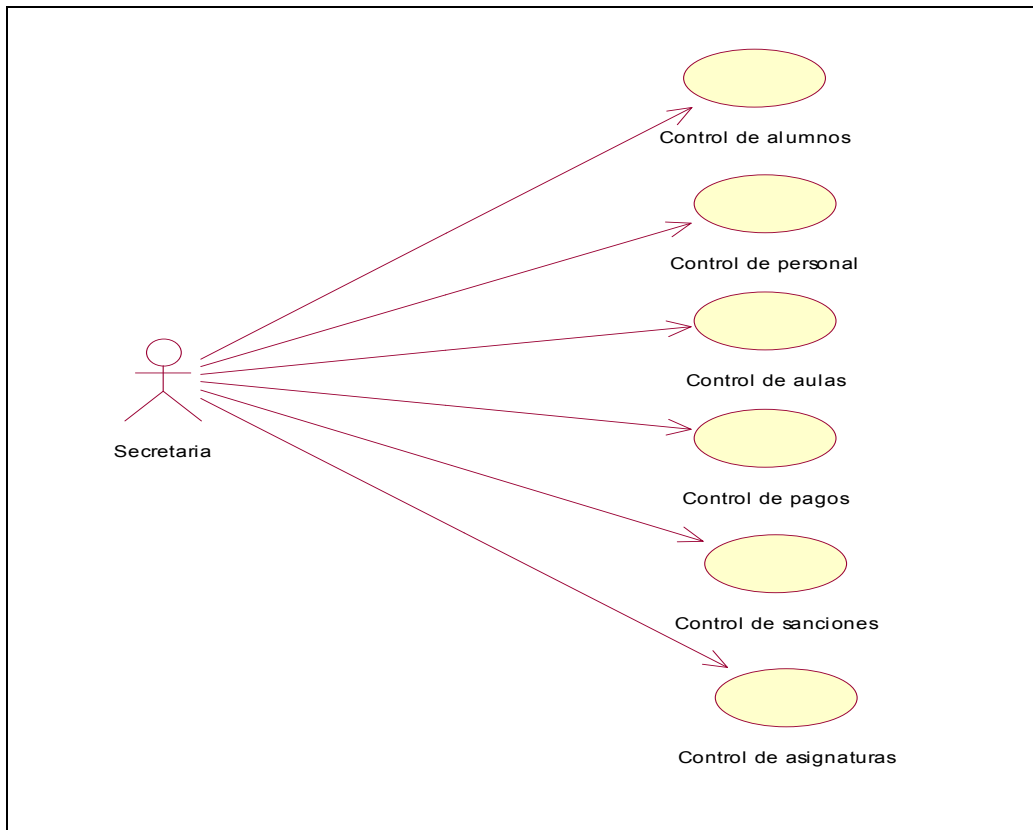 Control de alumnos
Control de personal
Control de aulas
Secretaria
Control de pagos
Control de sanciones
Control de asignaturas